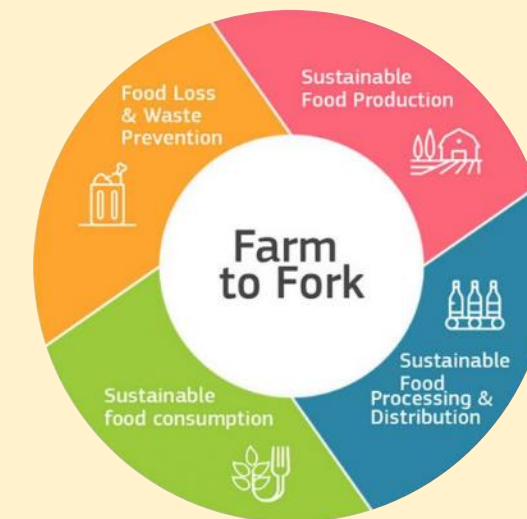 Food Loss
& Waste
Prevention
Sustainable
Food Production
Farm
to Fork
Sustainable
Food
Processing &
Distribution
Sustainable
food consumption